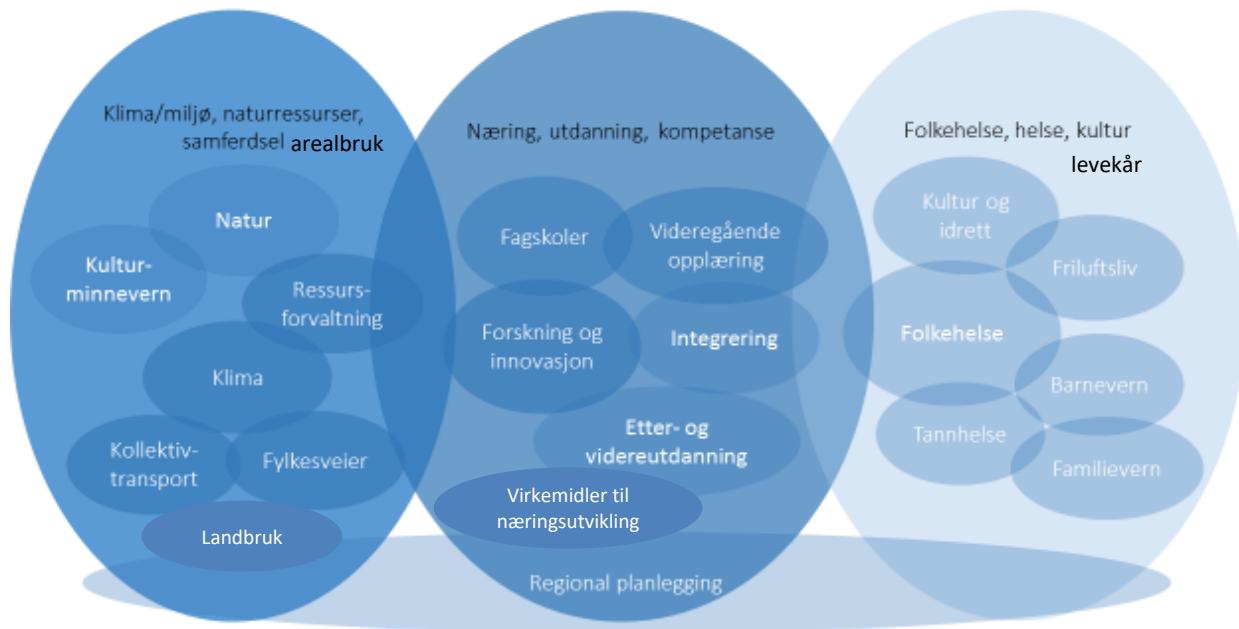 Klima/miljø, naturressurser,
samferdsel arealbruk
Natur
Kultur-
minnevern
Ressurs-
forvaltning
Klima
Kollektiv-
transport
Fylkesveier
Landbruk
Næring, utdanning, kompetanse
Fagskoler
Videregående
opplæring
Forskning og
innovasjon
Integrering
Etter- og
videreutdanning
Virkemidler til
næringsutvikling
Folkehelse, helse, kultur
levekår
Kultur og
idrett
Friluftsliv
Folkehelse
Barnevern
Tannhelse
Familievern
Regional planlegging